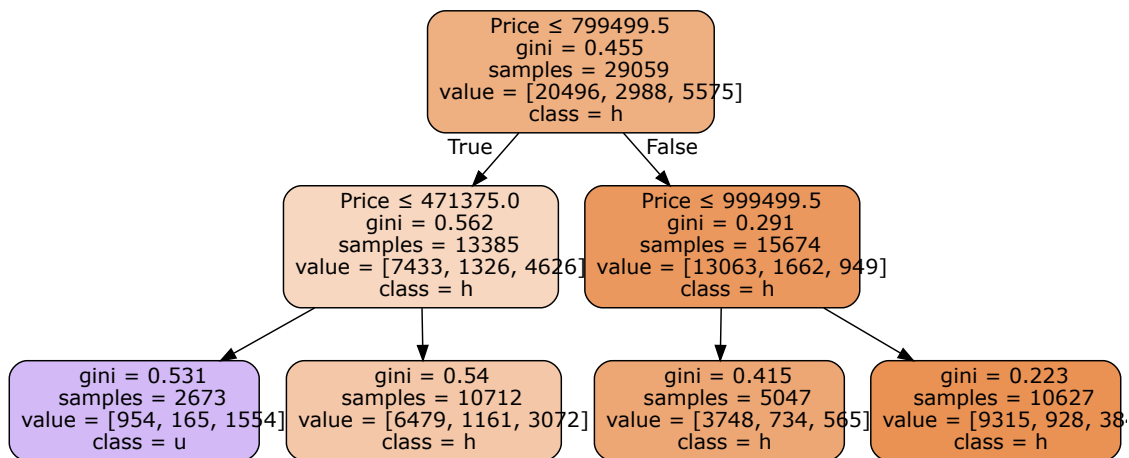 Price ≤ 799499.5
gini = 0.455
samples = 29059
value = [20496, 2988, 5575]
class = h
True
False
Price ≤ 471375.0
gini = 0.562
samples = 13385
value = [7433, 1326, 4626]
class = h
Price ≤ 999499.5
gini = 0.291
samples = 15674
value = [13063, 1662, 949]
class = h
gini = 0.531
samples = 2673
value = [954, 165, 1554]
class = u
gini = 0.54
samples = 10712
value = [6479, 1161, 3072]
class = h
gini = 0.415
samples = 5047
value = [3748, 734, 565]
class = h
gini = 0.223
samples = 10627
value = [9315, 928, 384
class = h